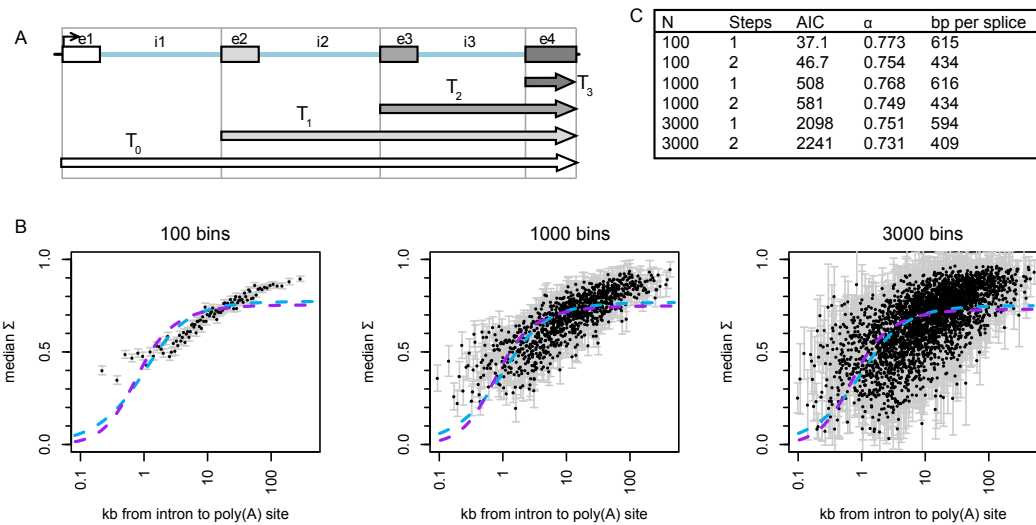 A
e1 i1 e2 i2 e3 i3 e4
T3
T2
T1
T0
C
N Steps AIC α bp per splice
100 1 37.1 0.773 615
100 2 46.7 0.754 434
1000 1 508 0.768 616
1000 2 581 0.749 434
3000 1 2098 0.751 594
3000 2 2241 0.731 409
B
100 bins
median Σ
0.0 0.5 1.0
0.1 1 10 100
kb from intron to poly(A) site
1000 bins
median Σ
0.0 0.5 1.0
0.1 1 10 100
kb from intron to poly(A) site
3000 bins
median Σ
0.0 0.5 1.0
0.1 1 10 100
kb from intron to poly(A) site